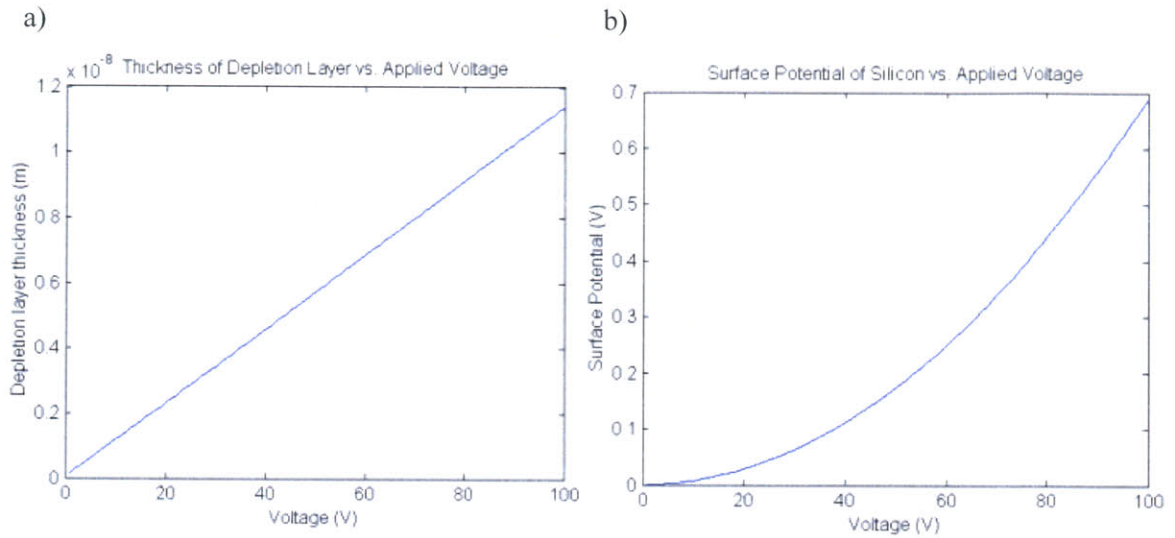 a)
Thickness of Depletion Layer vs. Applied Voltage
x 10^-8
1 2
1
0 8
0 6
0 4
0 2
0
0 20 40 60 80 100
Depletion layer thickness (m)
Voltage (V)
b)
Surface Potential of Silicon vs. Applied Voltage
0 7
0 6
0 5
0 4
0 3
0 2
0 1
0
0 20 40 60 80 100
Surface Potential (V)
Voltage (V)